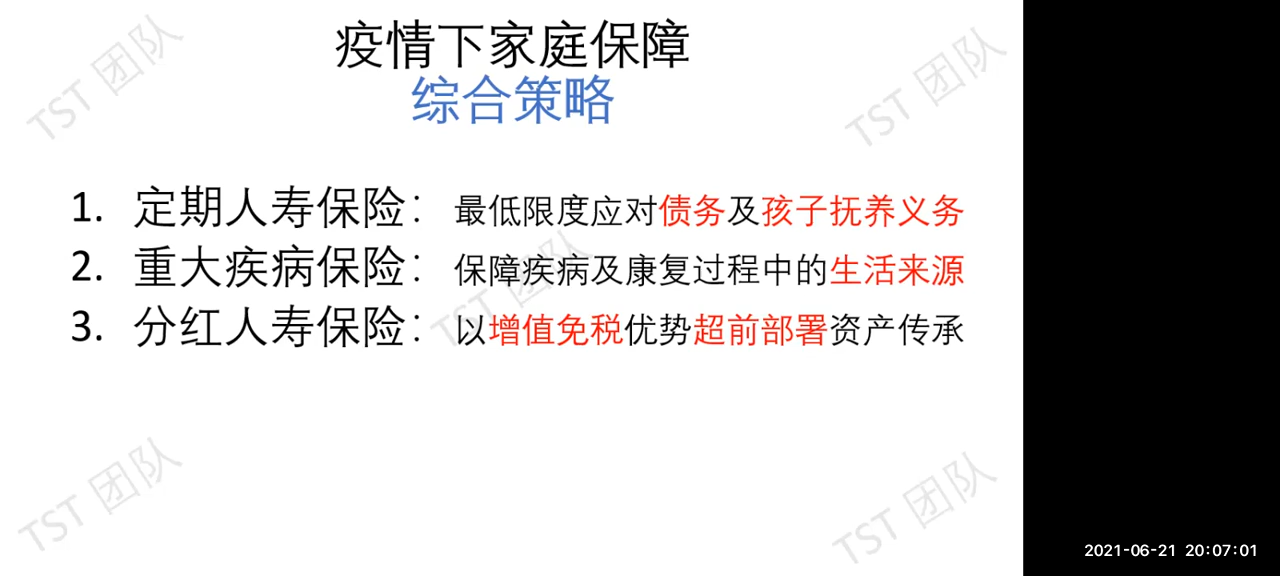 疫情下家庭保障
综合策略
1. 定期人寿保险：最低限度应对债务及孩子抚养义务
2. 重大疾病保险：保障疾病及康复过程中的生活来源
3. 分红人寿保险：以增值免税优势超前部署资产传承
TST 团队
TST 团队
TST 团队
TST 团队
TST 团队
2021-06-21 20:07:01